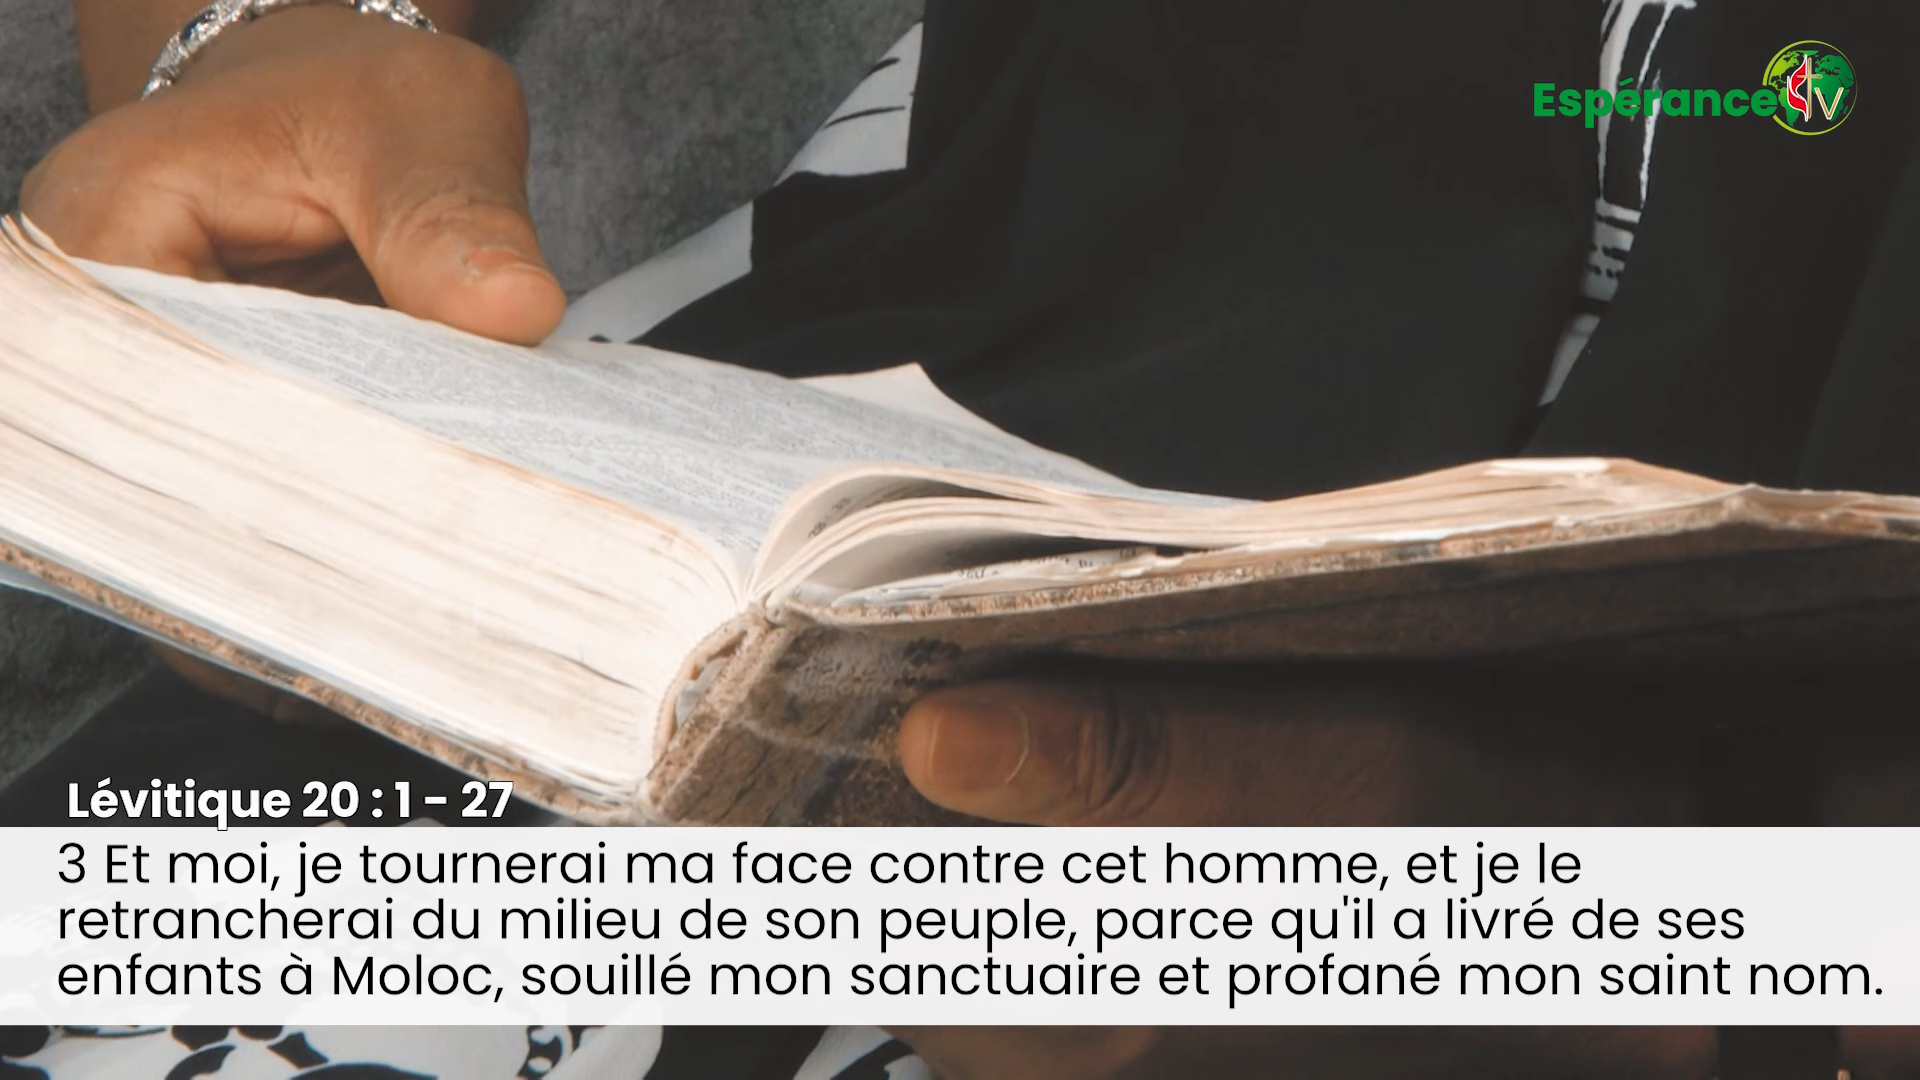 Espérance TV
Lévitique 20 : 1 - 27
3 Et moi, je tournerai ma face contre cet homme, et je le
retrancherai du milieu de son peuple, parce qu'il a livré de ses
enfants à Moloc, souillé mon sanctuaire et profané mon saint nom.